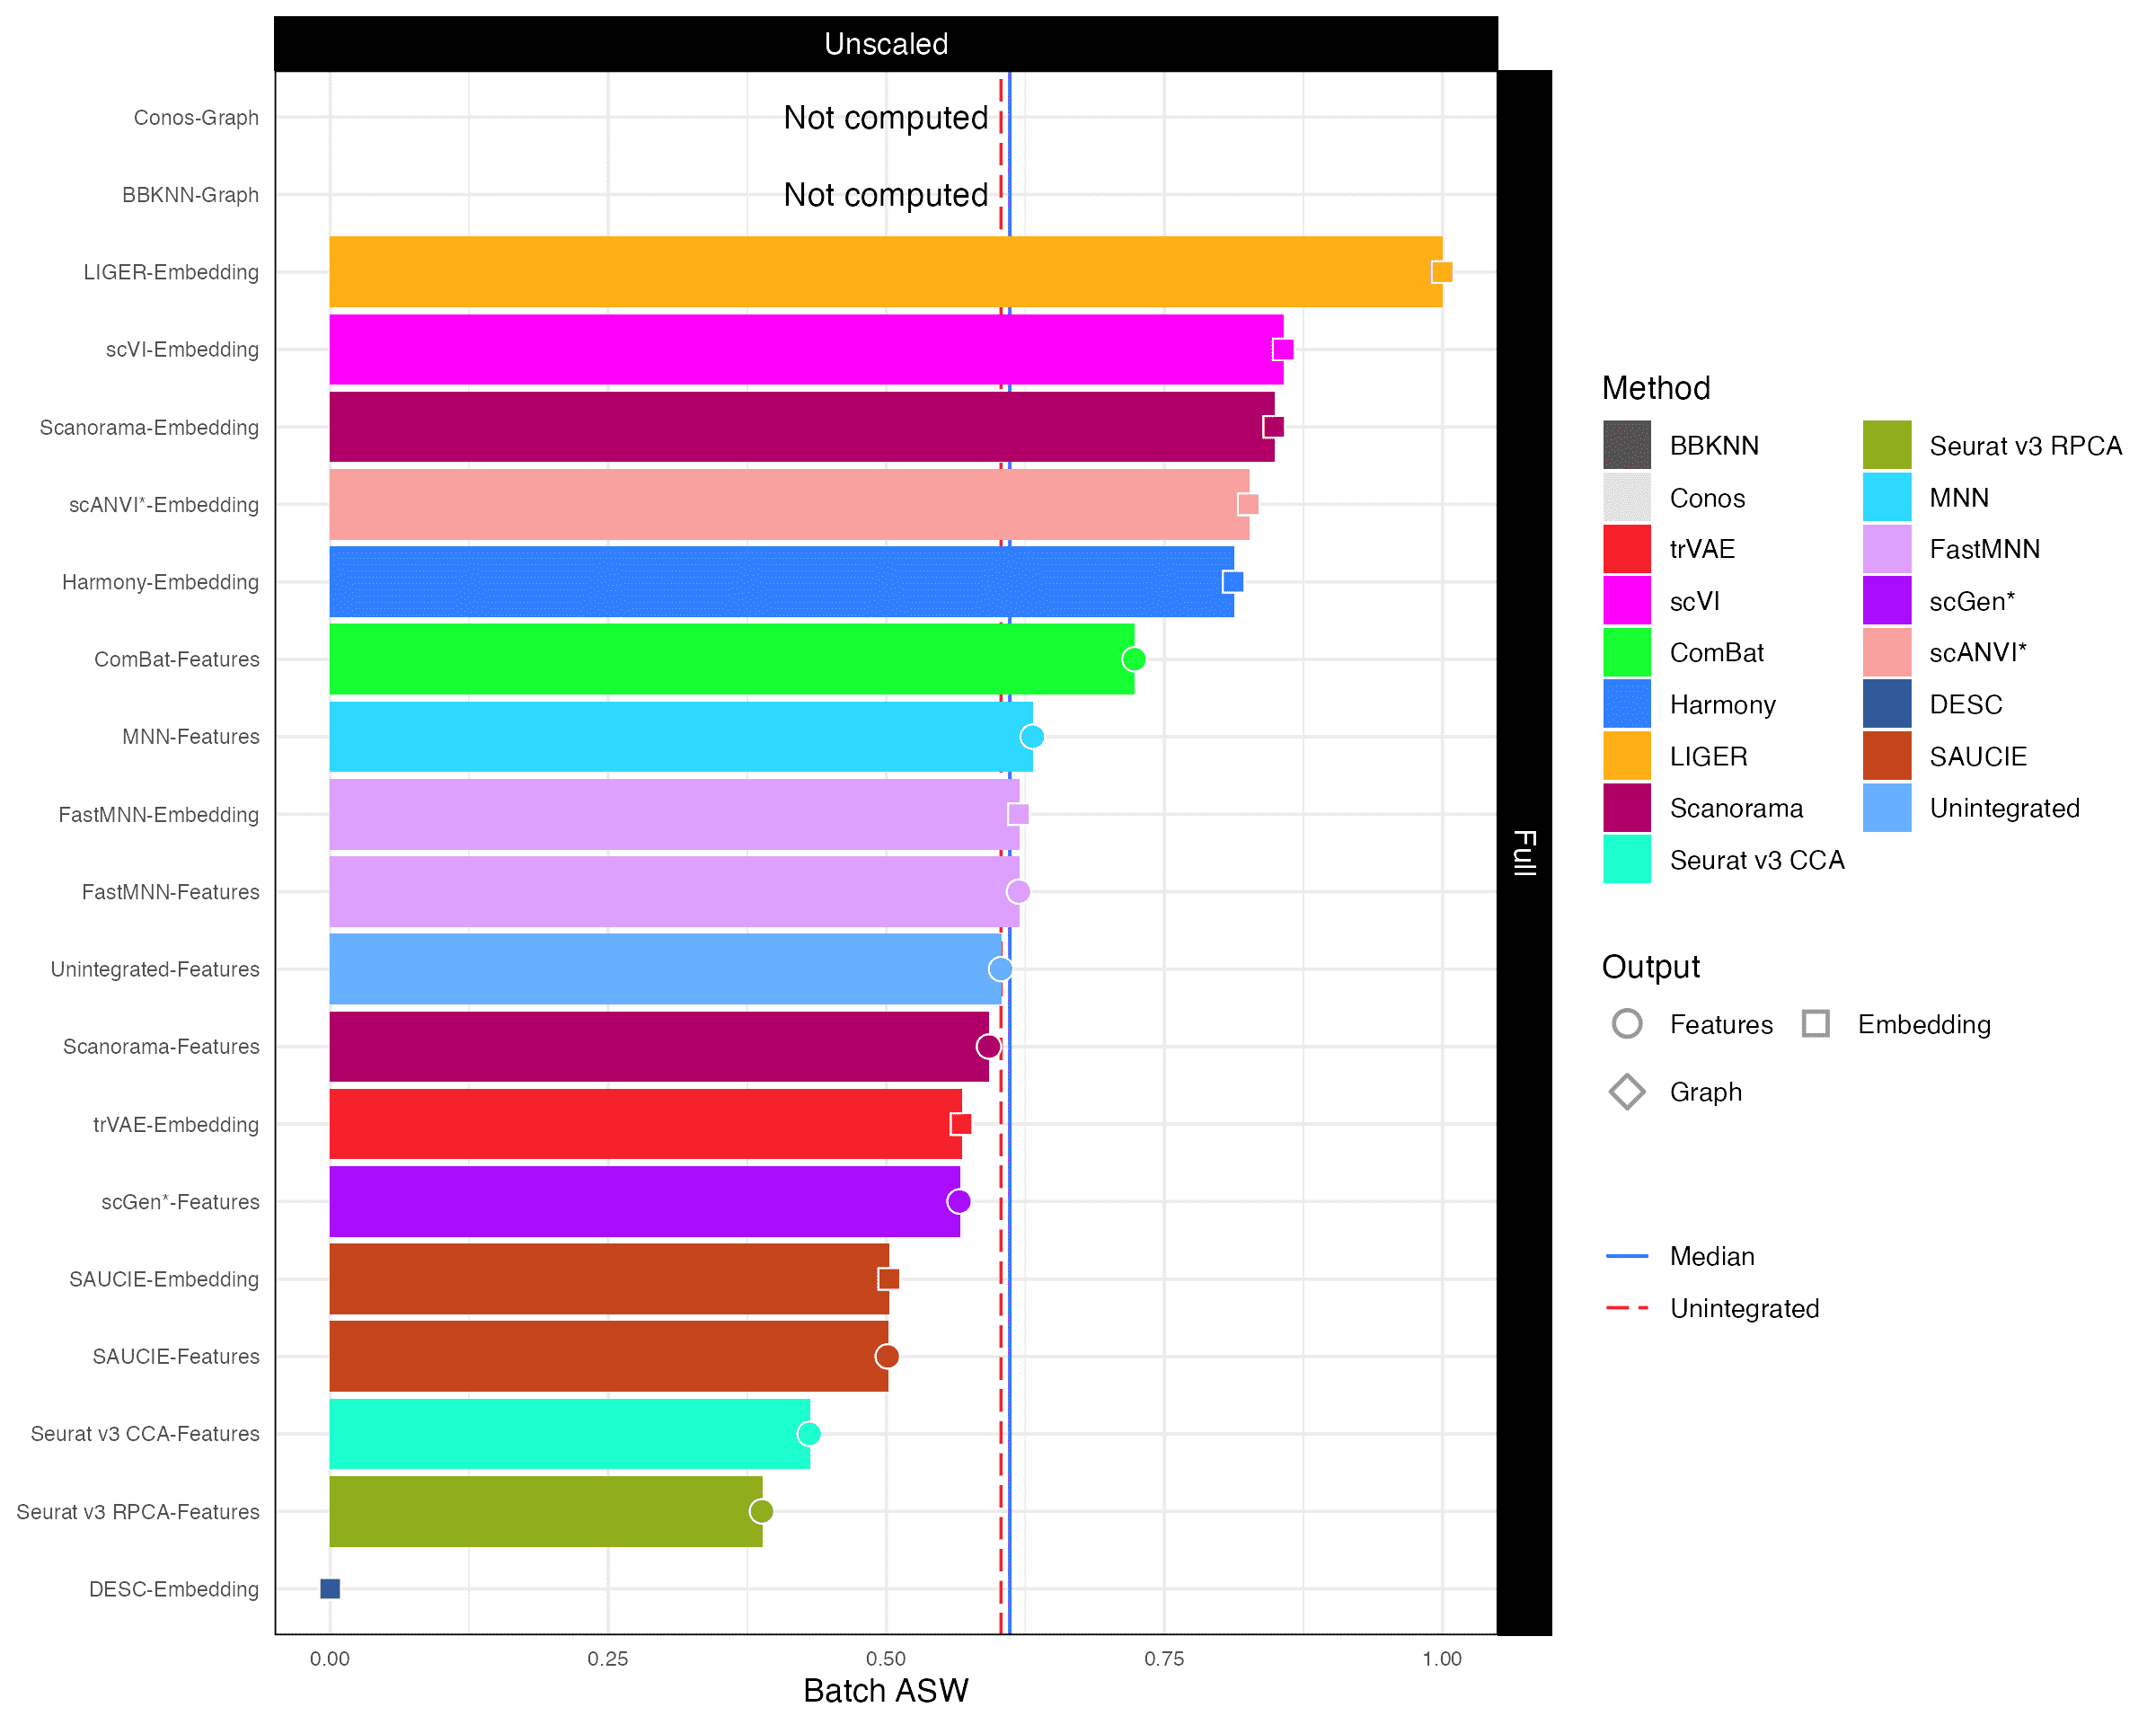 Unscaled
Conos-Graph
Not computed
BBKNN-Graph
Not computed
LIGER-Embedding
scVI-Embedding
Scanorama-Embedding
scANVI*-Embedding
Harmony-Embedding
ComBat-Features
MNN-Features
FastMNN-Embedding
FastMNN-Features
Unintegrated-Features
Scanorama-Features
trVAE-Embedding
scGen*-Features
SAUCIE-Embedding
SAUCIE-Features
Seurat v3 CCA-Features
Seurat v3 RPCA-Features
DESC-Embedding
0.00 0.25 0.50 0.75 1.00
Batch ASW
Full
Method
BBKNN
Conos
trVAE
scVI
ComBat
Harmony
LIGER
Scanorama
Seurat v3 CCA
Seurat v3 RPCA
MNN
FastMNN
scGen*
scANVI*
DESC
SAUCIE
Unintegrated
Output
Features Embedding
Graph
Median
Unintegrated